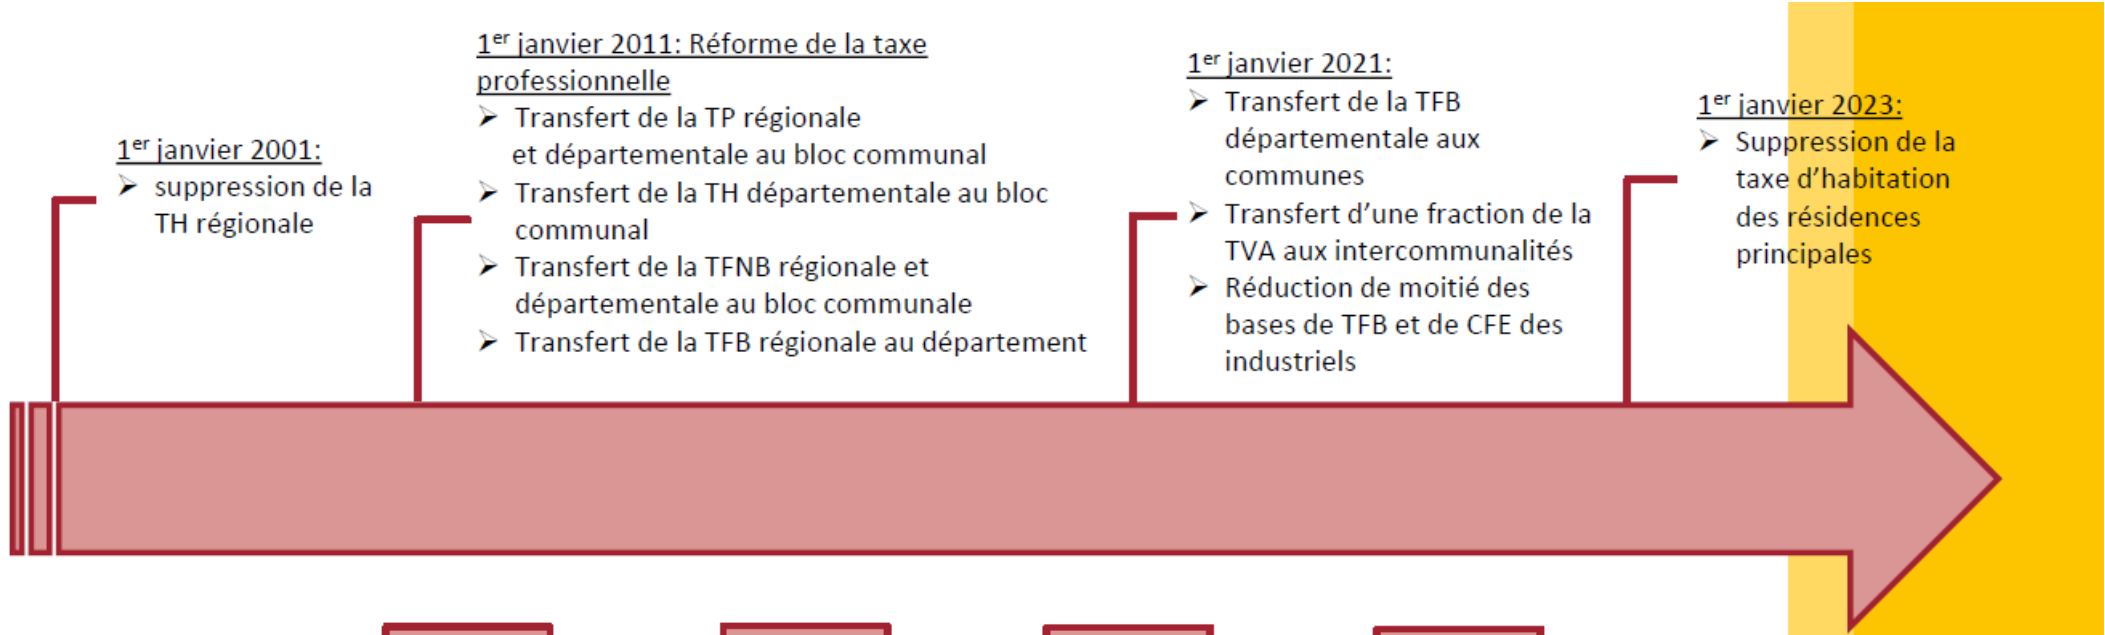 1er janvier 2001:
➢ suppression de la
TH régionale
1er janvier 2011: Réforme de la taxe
professionnelle
➢ Transfert de la TP régionale
et départementale au bloc communal
➢ Transfert de la TH départementale au bloc
communal
➢ Transfert de la TFNB régionale et
départementale au bloc communale
➢ Transfert de la TFB régionale au département
1er janvier 2021:
➢ Transfert de la TFB
départementale aux
communes
➢ Transfert d’une fraction de la
TVA aux intercommunalités
➢ Réduction de moitié des
bases de TFB et de CFE des
industriels
1er janvier 2023:
➢ Suppression de la
taxe d’habitation
des résidences
principales